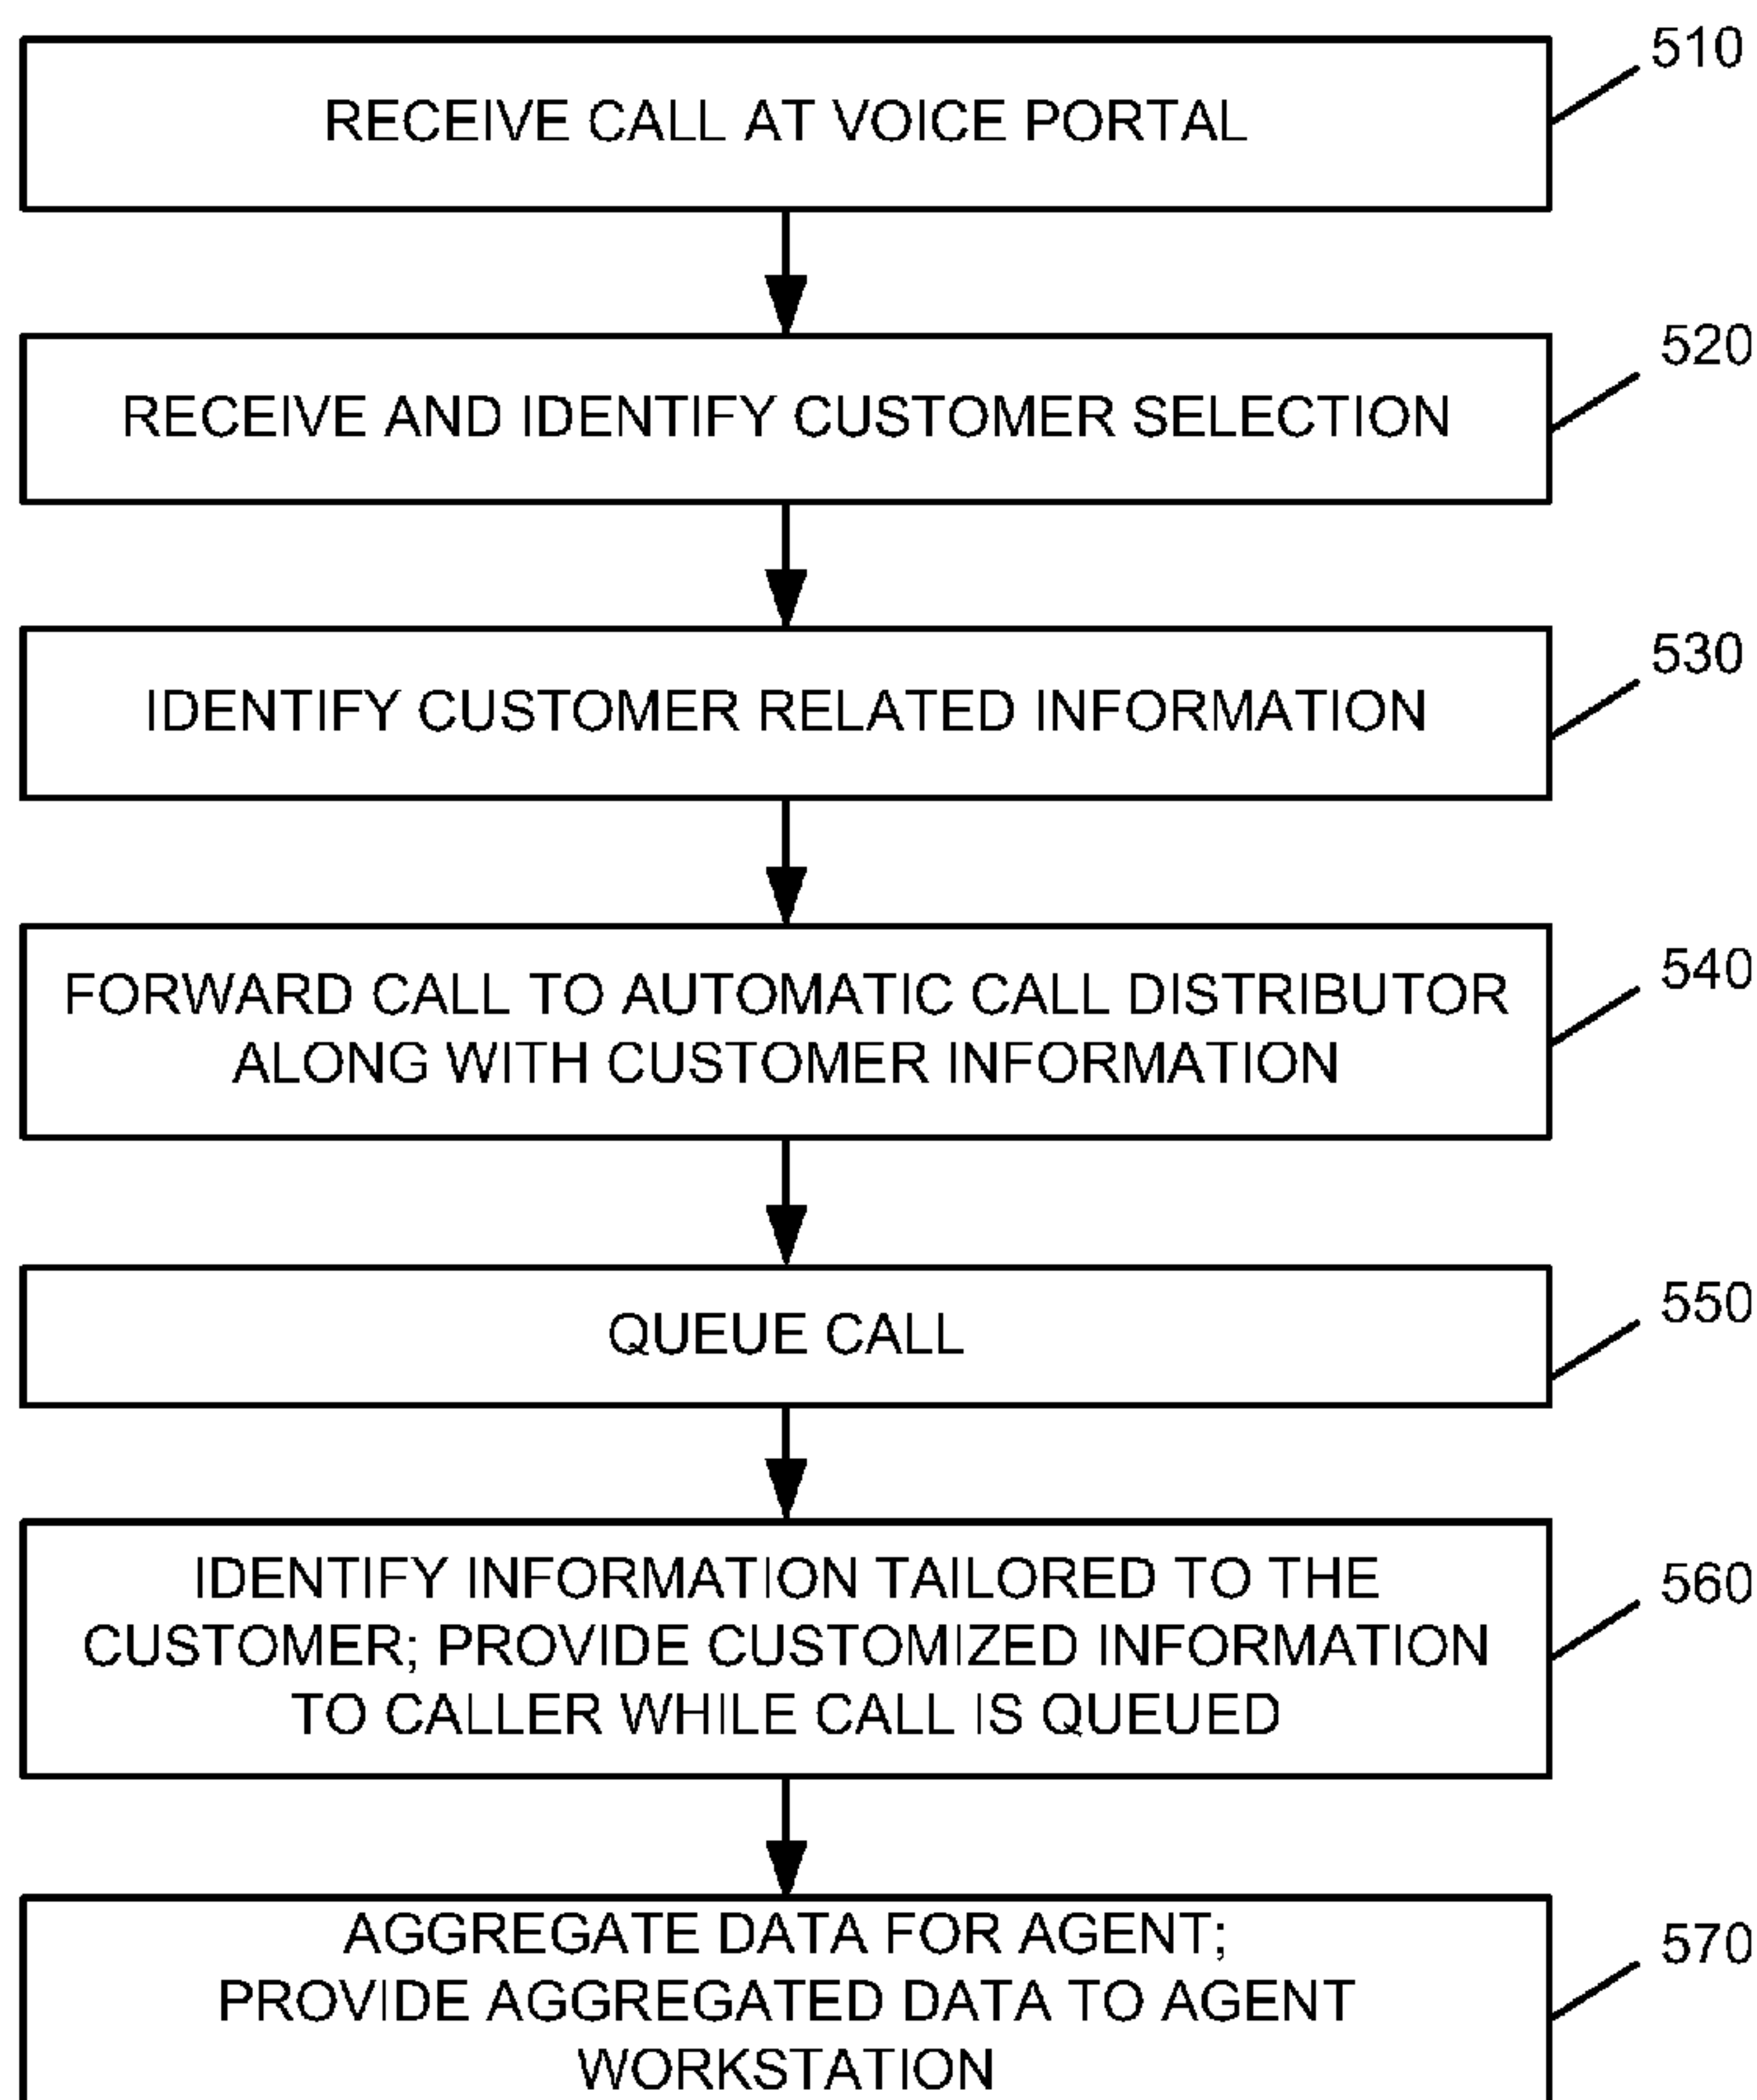 510
RECEIVE CALL AT VOICE PORTAL
520
RECEIVE AND IDENTIFY CUSTOMER SELECTION
530
IDENTIFY CUSTOMER RELATED INFORMATION
540
FORWARD CALL TO AUTOMATIC CALL DISTRIBUTOR
ALONG WITH CUSTOMER INFORMATION
550
QUEUE CALL
560
IDENTIFY INFORMATION TAILORED TO THE
CUSTOMER; PROVIDE CUSTOMIZED INFORMATION
TO CALLER WHILE CALL IS QUEUED
570
AGGREGATE DATA FOR AGENT;
PROVIDE AGGREGATED DATA TO AGENT
WORKSTATION